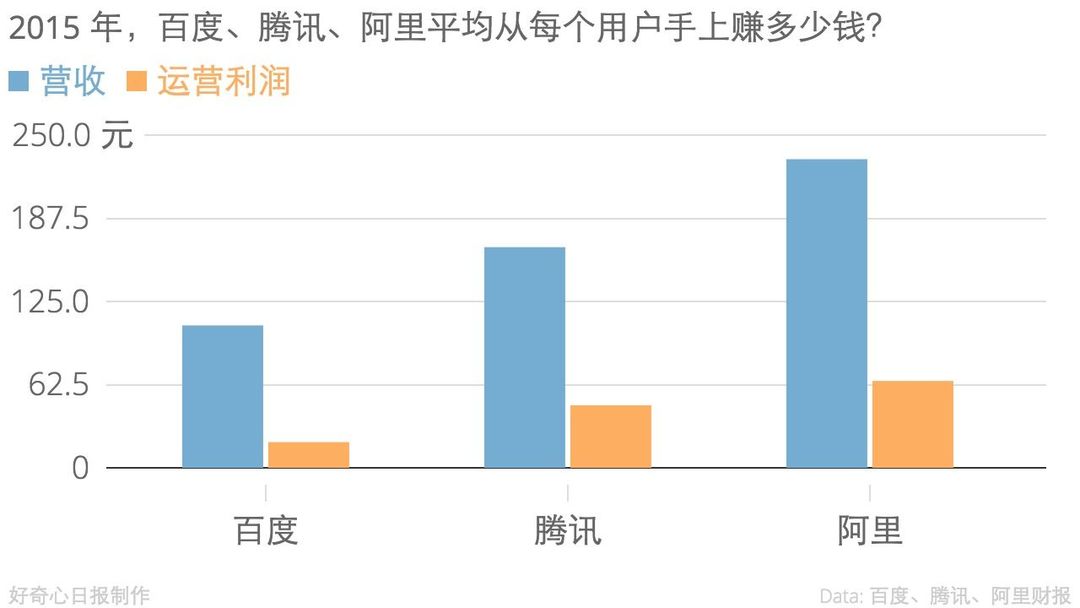 2015 年，百度、腾讯、阿里平均从每个用户手上赚多少钱？
营收 运营利润
250.0 元
187.5
125.0
62.5
0
百度 腾讯 阿里
好奇心日报制作 Data: 百度、腾讯、阿里财报